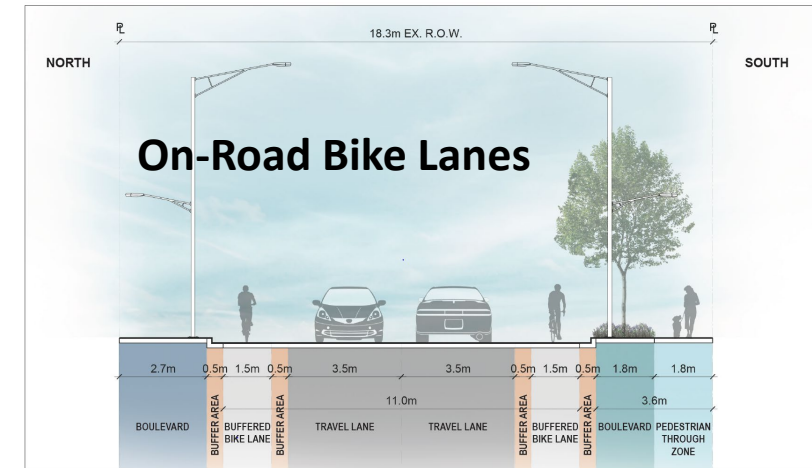 ℄ ℄
18.3m EX. R.O.W.
NORTH SOUTH
On-Road Bike Lanes
2.7m 0.5m 1.5m 0.5m 3.5m 3.5m 0.5m 1.5m 0.5m 1.8m 1.8m
11.0m 3.6m
BOULEVARD
BUFFER AREA
BUFFERED
BIKE LANE
BUFFER AREA
TRAVEL LANE
TRAVEL LANE
BUFFER AREA
BUFFERED
BIKE LANE
BUFFER AREA
BOULEVARD
PEDESTRIAN
THROUGH
ZONE